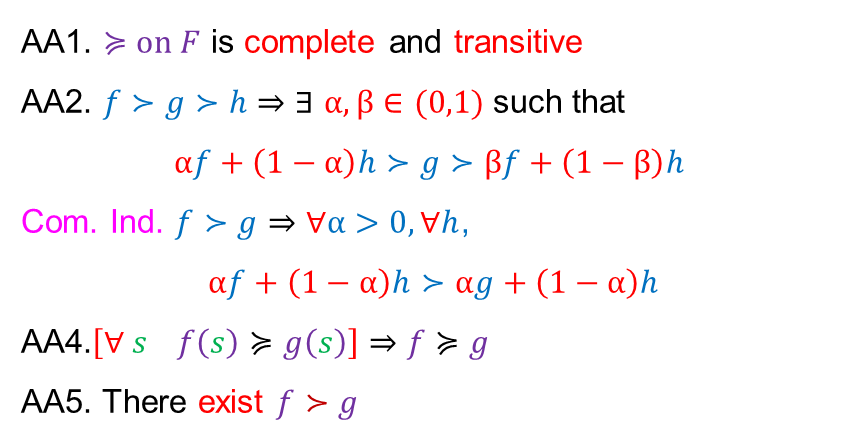 AA1. ≽ on F is complete and transitive
AA2. f ≻ g ≻ h ⇒ ∃ α, β ∈ (0,1) such that
αf + (1 − α)h ≻ g ≻ βf + (1 − β)h
Com. Ind. f ≻ g ⇒ ∀α > 0, ∀h,
αf + (1 − α)h ≻ αg + (1 − α)h
AA4.[∀ s f(s) ≽ g(s)] ⇒ f ≽ g
AA5. There exist f ≻ g